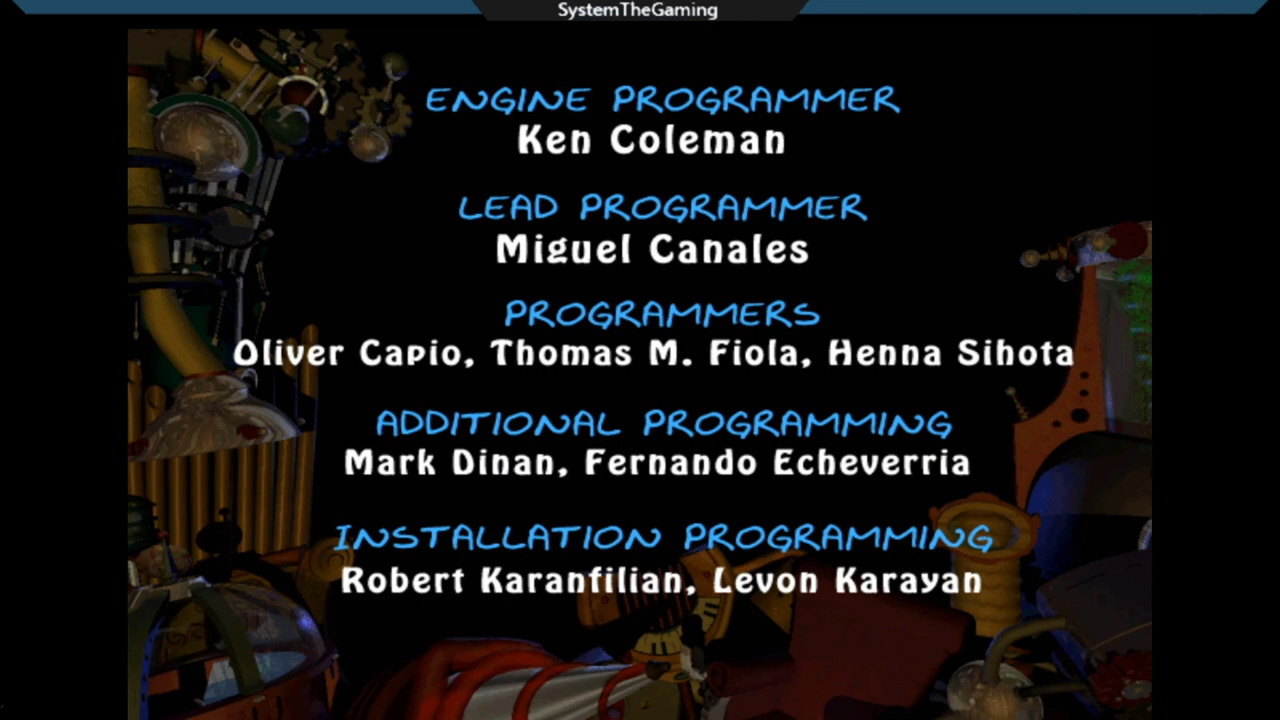 SystemTheGaming
ENGINE PROGRAMMER
Ken Coleman
LEAD PROGRAMMER
Miguel Canales
PROGRAMMERS
Oliver Capio, Thomas M. Fiola, Henna Sihota
ADDITIONAL PROGRAMMING
Mark Dinan, Fernando Echeverria
INSTALLATION PROGRAMMING
Robert Karanfilian, Levon Karayan